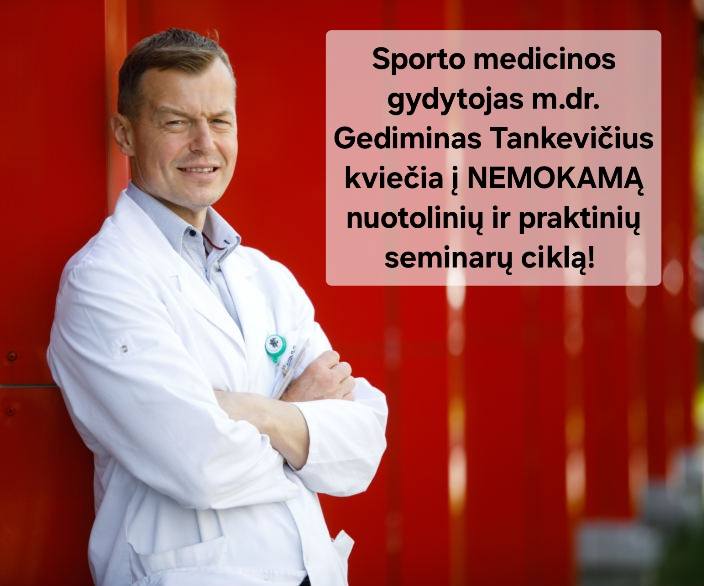 Sporto medicinos
gydytojas m.dr.
Gediminas Tankevičius
kviečia į NEMOKAMĄ
nuotolinių ir praktinių
seminarų ciklą!